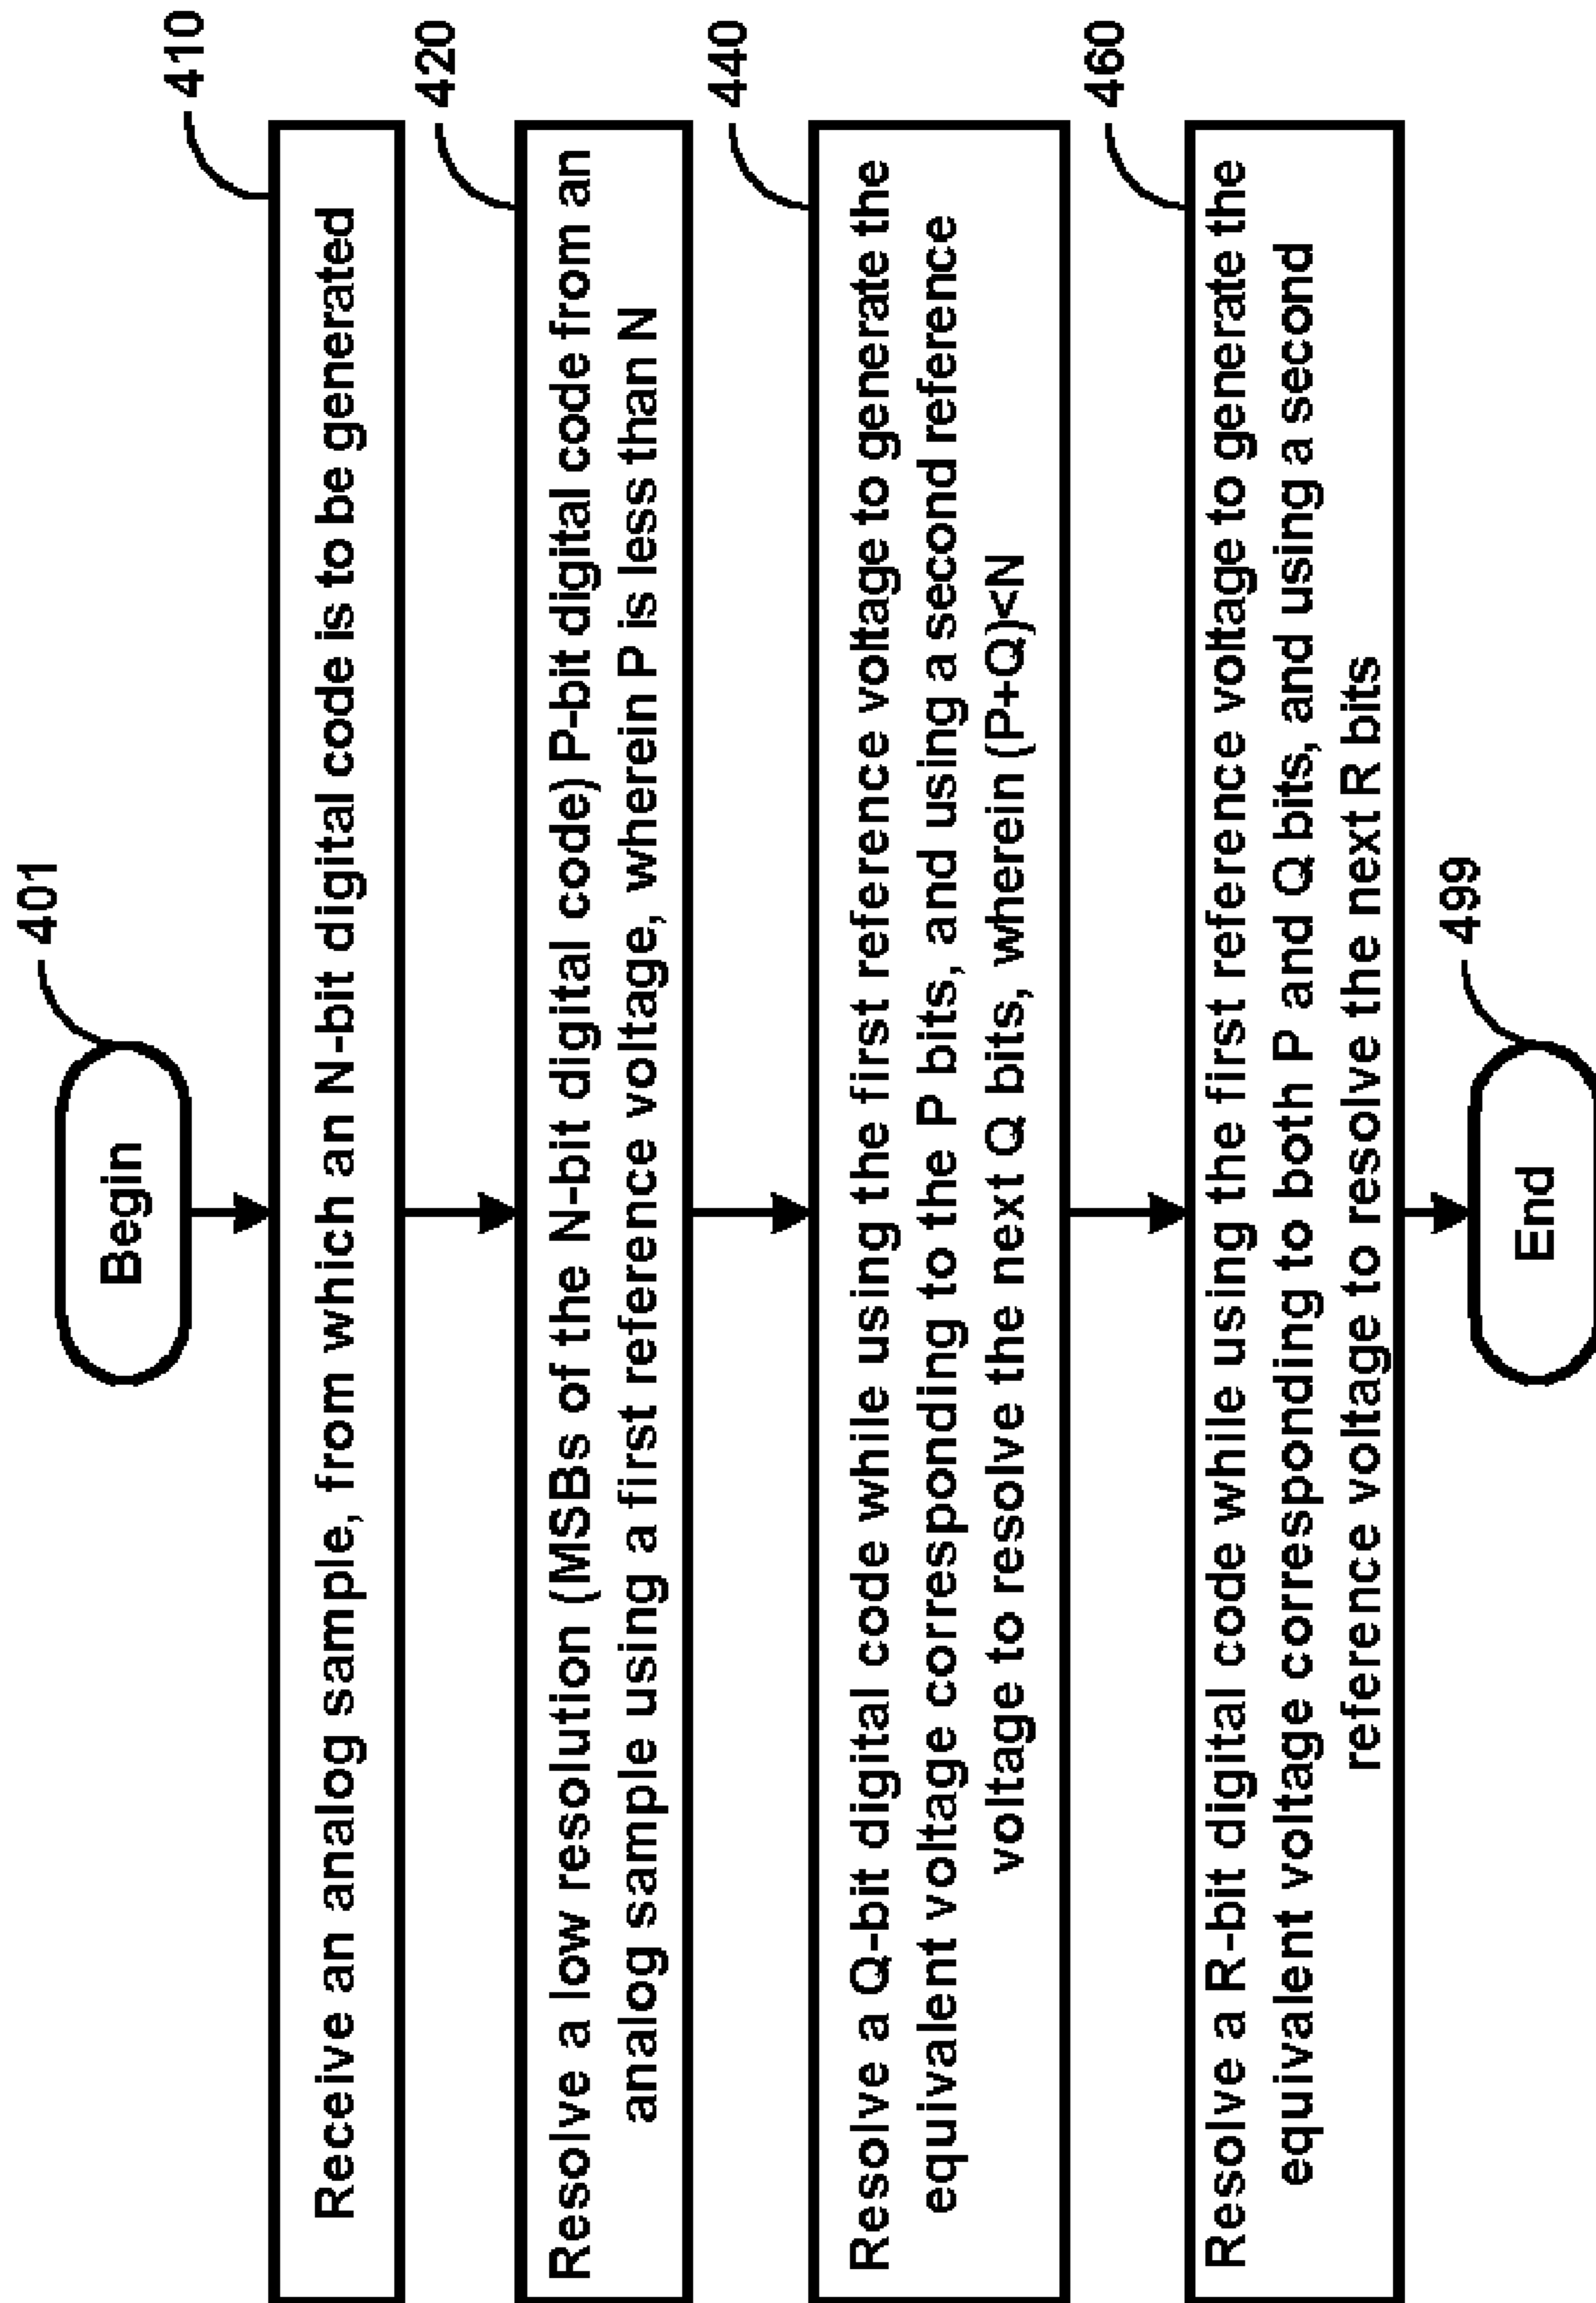 401
Begin
410
Receive an analog sample, from which an N-bit digital code is to be generated
420
Resolve a low resolution (MSBs of the N-bit digital code) P-bit digital code from an
analog sample using a first reference voltage, wherein P is less than N
440
Resolve a Q-bit digital code while using the first reference voltage to generate the
equivalent voltage corresponding to the P bits, and using a second reference
voltage to resolve the next Q bits, wherein (P+Q)<N
460
Resolve a R-bit digital code while using the first reference voltage to generate the
equivalent voltage corresponding to both P and Q bits, and using a second
reference voltage to resolve the next R bits
499
End